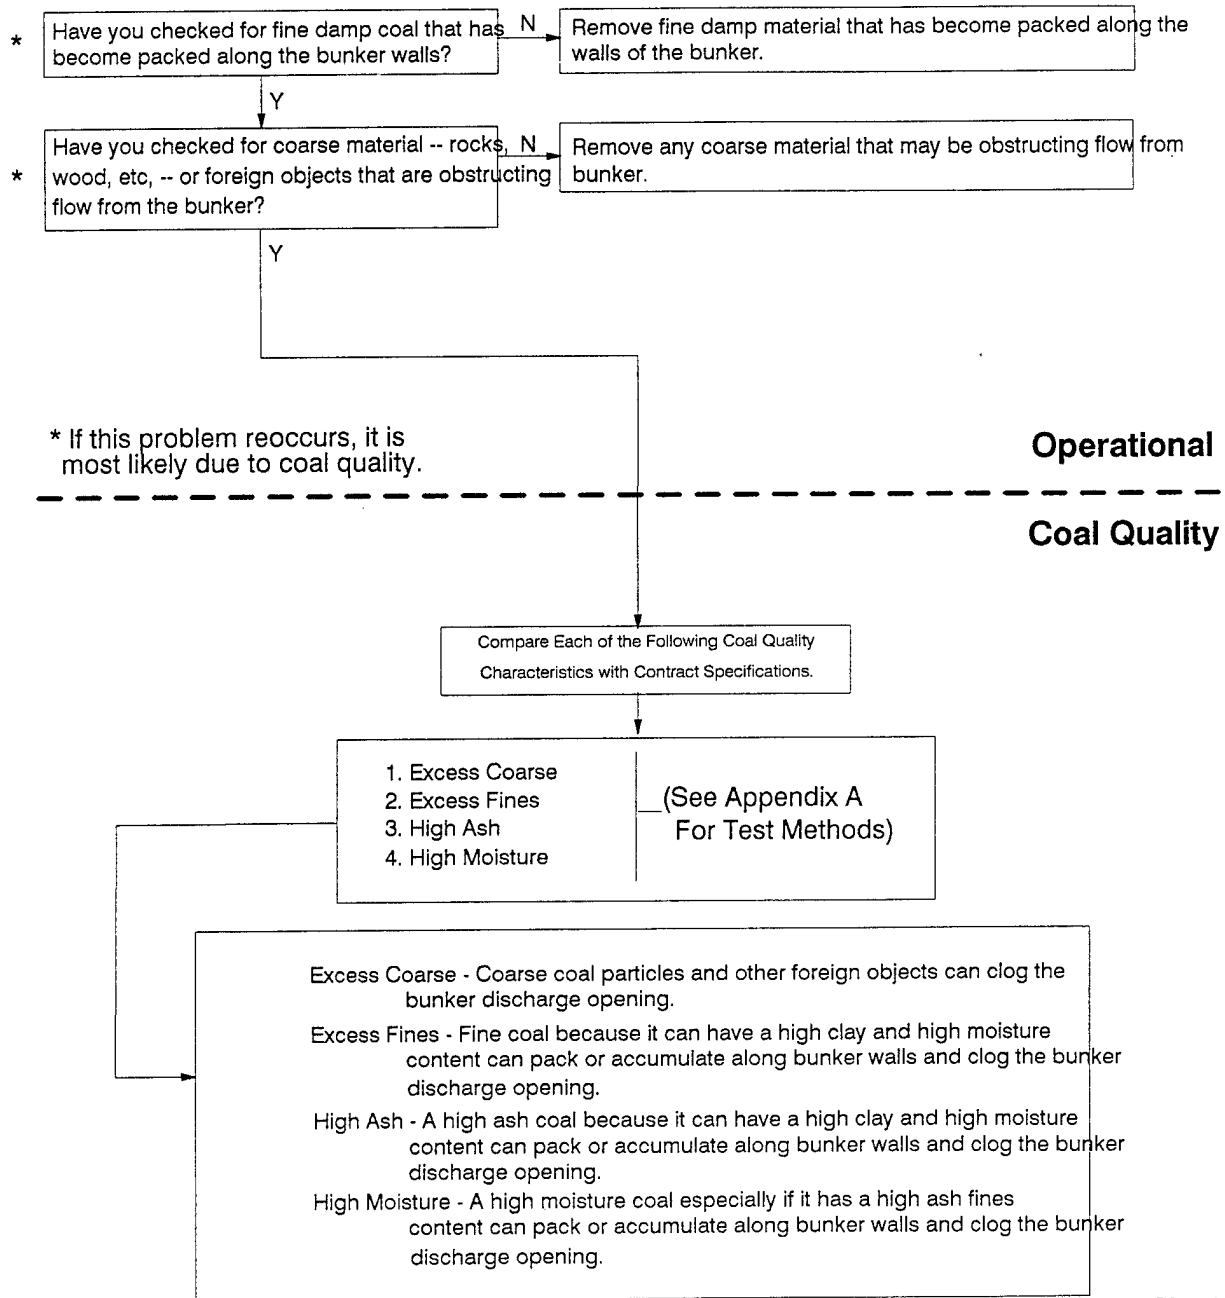 * Have you checked for fine damp coal that has
become packed along the bunker walls?
N
Remove fine damp material that has become packed along the
walls of the bunker.
Y
Have you checked for coarse material -- rocks,
* wood, etc, -- or foreign objects that are obstructing
flow from the bunker?
N
Remove any coarse material that may be obstructing flow from
bunker.
Y
* If this problem reoccurs, it is
most likely due to coal quality.
Operational
Coal Quality
Compare Each of the Following Coal Quality
Characteristics with Contract Specifications.
1. Excess Coarse
2. Excess Fines
3. High Ash
4. High Moisture
(See Appendix A
For Test Methods)
Excess Coarse - Coarse coal particles and other foreign objects can clog the
bunker discharge opening.
Excess Fines - Fine coal because it can have a high clay and high moisture
content can pack or accumulate along bunker walls and clog the bunker
discharge opening.
High Ash - A high ash coal because it can have a high clay and high moisture
content can pack or accumulate along bunker walls and clog the bunker
discharge opening.
High Moisture - A high moisture coal especially if it has a high ash fines
content can pack or accumulate along bunker walls and clog the bunker
discharge opening.